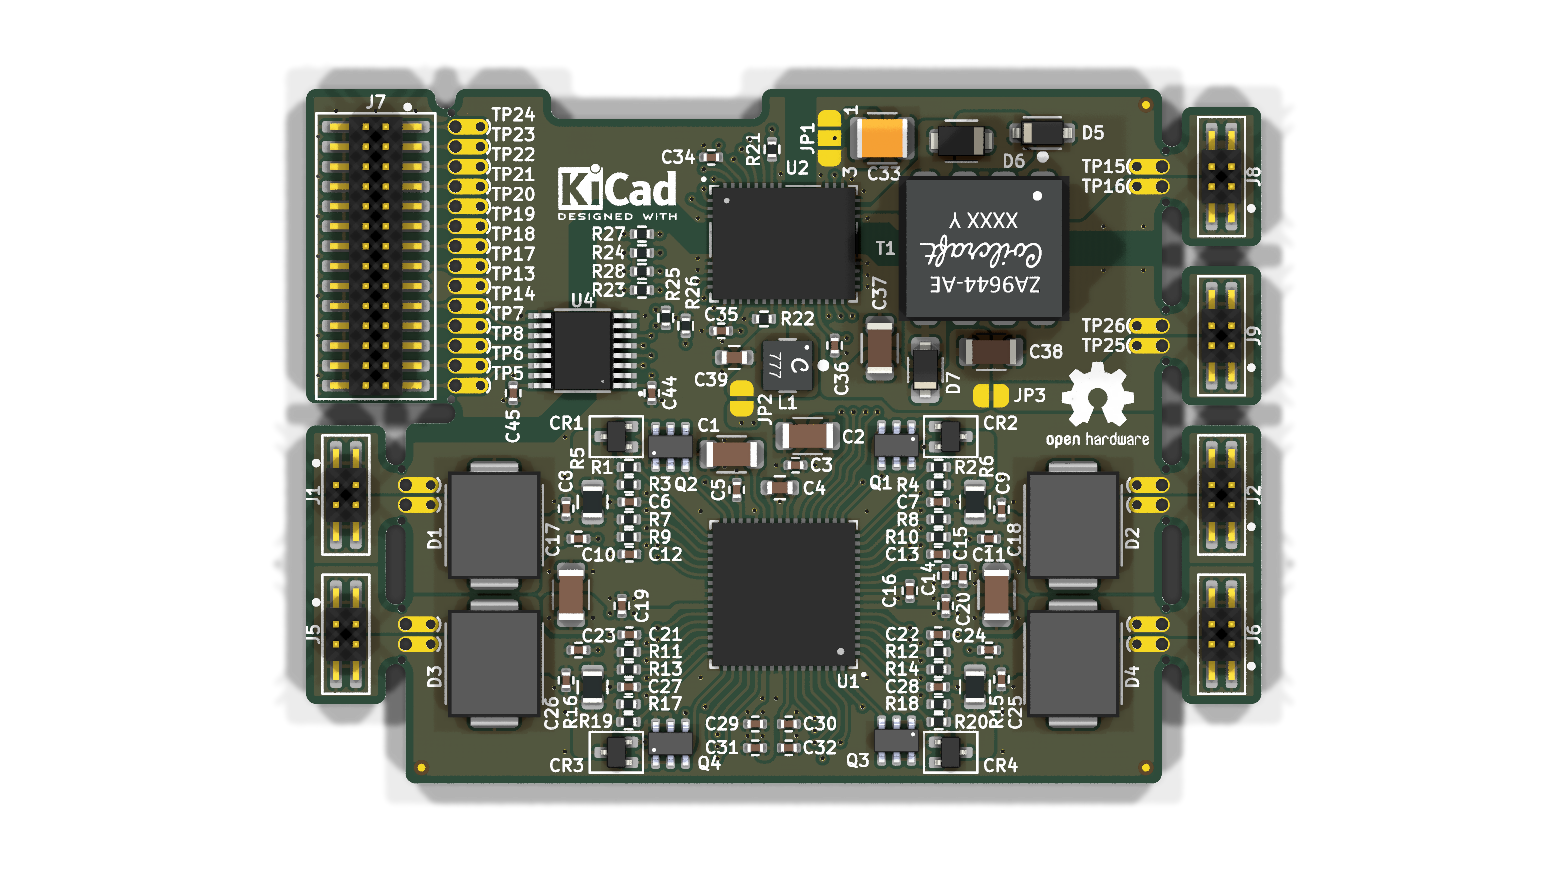 J7
TP24
TP23
TP22
TP21
TP20
TP19
TP18
TP17
TP13
TP14
TP7
TP8
TP6
TP5
KiCad
DESIGNED WITH
C34
R21
U2
JP1
1
3
C33
D6
D5
TP15
TP16
J8
R27
R24
R28
R23
U4
R25
R26
T1
XXXX Y
Coilcraft
ZA9644-AE
C35
R22
C37
C39
C
777
L1
C36
JP2
D7
C38
JP3
TP26
TP25
J9
open hardware
C45
C44
CR1
C1
C2
CR2
R5
R1
Q2
C3
C4
C5
Q1
R2
R6
J1
D1
C17
C3
R3
C6
R7
R9
C10
C12
R4
C7
R8
R10
C13
C9
C15
C11
C18
D2
J2
C14
C16
C20
C19
J5
D3
C23
C21
R11
R13
C27
R17
C26
R16
R19
C22
R12
R14
C28
R18
C24
R15
C25
R20
D4
J6
U1
C29
C30
C31
C32
CR3
Q4
Q3
CR4